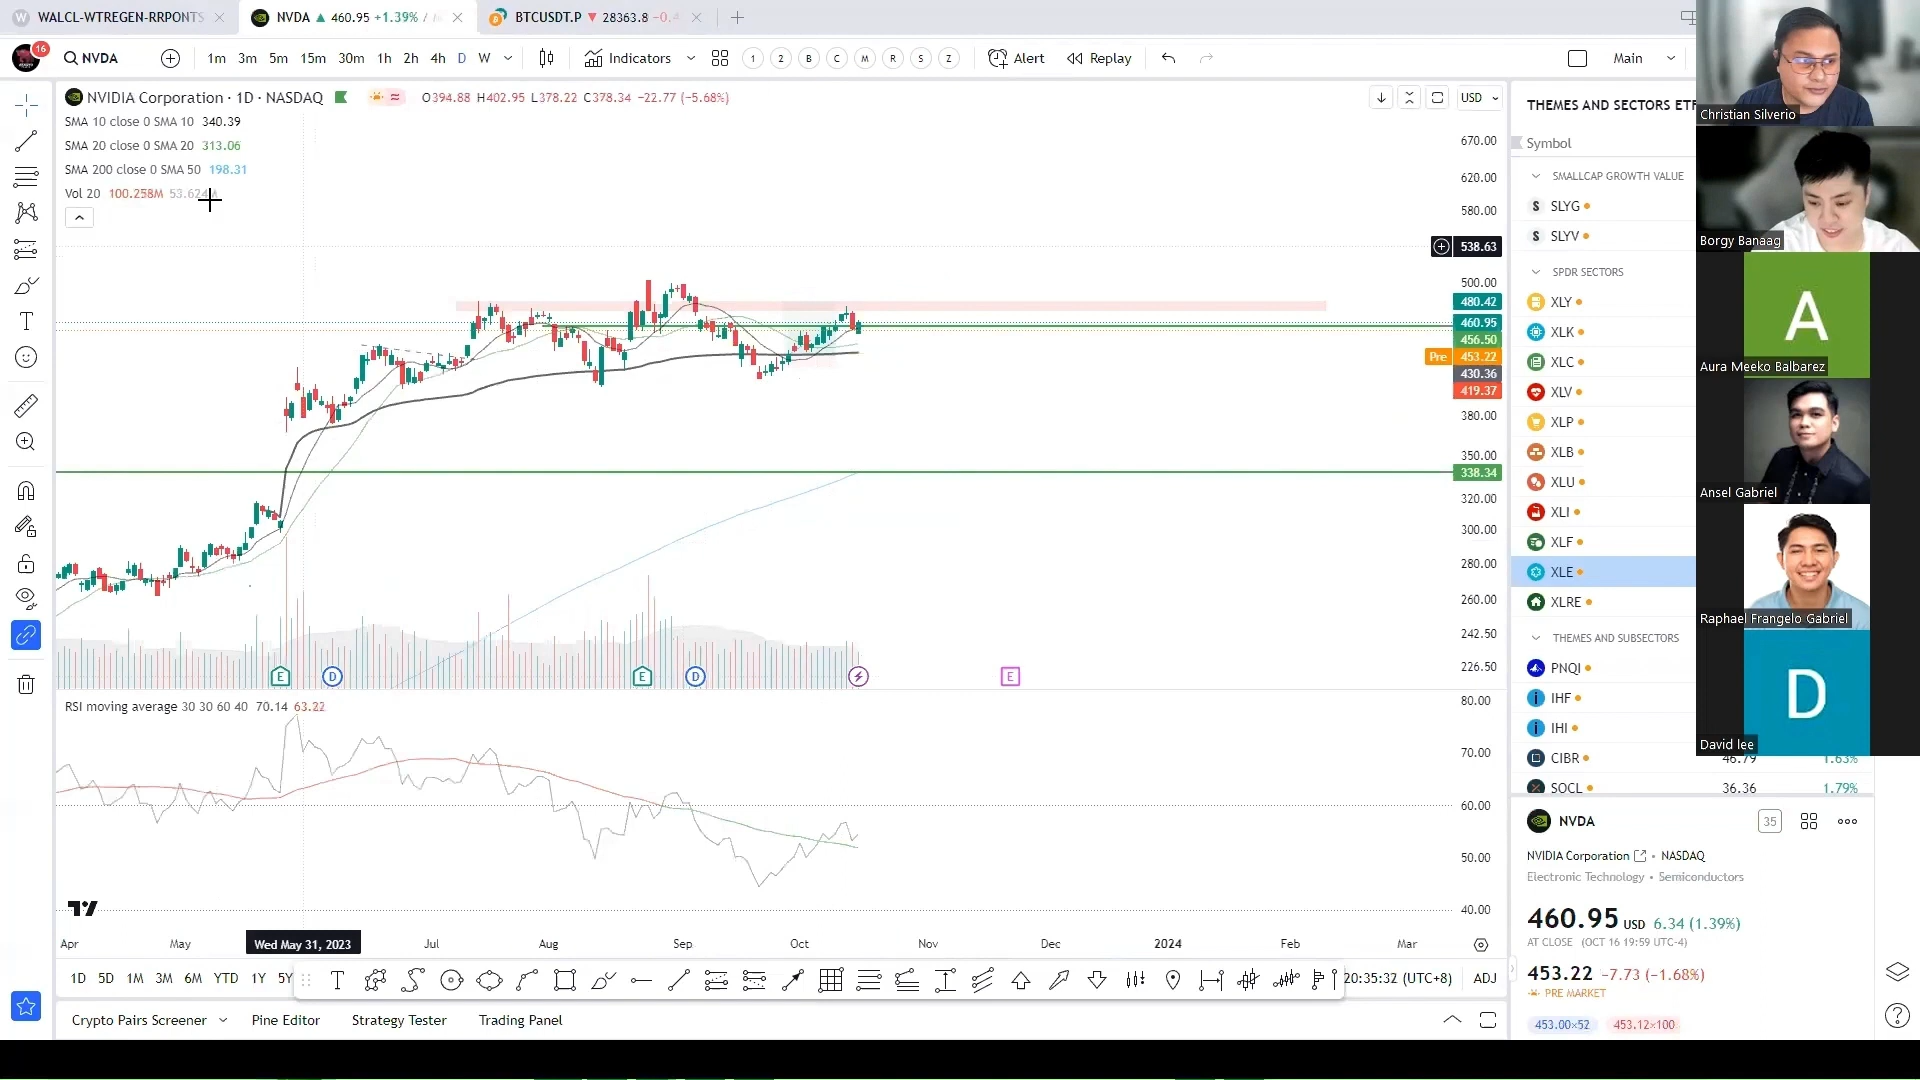 WALCL-WTREGEN-RRPONTS
NVDA ▲ 460.95 +1.39% /
BTCUSDT.P ▼ 28363.8 −0.4
16
NVDA
1m 3m 5m 15m 30m 1h 2h 4h D W
Indicators
1 2 B C M R S Z
Alert
Replay
Main
NVIDIA Corporation · 1D · NASDAQ
O394.88 H402.95 L378.22 C378.34 −22.77 (−5.68%)
SMA 10 close 0 SMA 10 340.39
SMA 20 close 0 SMA 20 313.06
SMA 200 close 0 SMA 50 198.31
Vol 20 100.258M
USD
670.00
620.00
580.00
538.63
500.00
480.42
460.95
456.50
Pre 453.22
430.36
419.37
380.00
350.00
338.34
320.00
300.00
280.00
260.00
242.50
226.50
E D E D E
RSI moving average 30 30 60 40 70.14 63.22
80.00
70.00
60.00
50.00
40.00
Apr May Wed May 31, 2023 Jul Aug Sep Oct Nov Dec 2024 Feb Mar
1D 5D 1M 3M 6M YTD 1Y 5Y
20:35:32 (UTC+8) ADJ
Crypto Pairs Screener Pine Editor Strategy Tester Trading Panel
THEMES AND SECTORS ETF
Symbol
SMALLCAP GROWTH VALUE
S SLYG
S SLYV
SPDR SECTORS
XLY
XLK
XLC
XLV
XLP
XLB
XLU
XLI
XLF
XLE
XLRE
THEMES AND SUBSECTORS
PNQI
IHF
IHI
CIBR 46.79 1.63%
SOCL 36.36 1.79%
NVDA
35
NVIDIA Corporation • NASDAQ
Electronic Technology • Semiconductors
460.95 USD 6.34 (1.39%)
AT CLOSE (OCT 16 19:59 UTC-4)
453.22 −7.73 (−1.68%)
PRE MARKET
453.00×52 453.12×100
Christian Silverio
Borgy Banaag
A
Aura Meeko Balbarez
Ansel Gabriel
Raphael Frangelo Gabriel
D
David lee